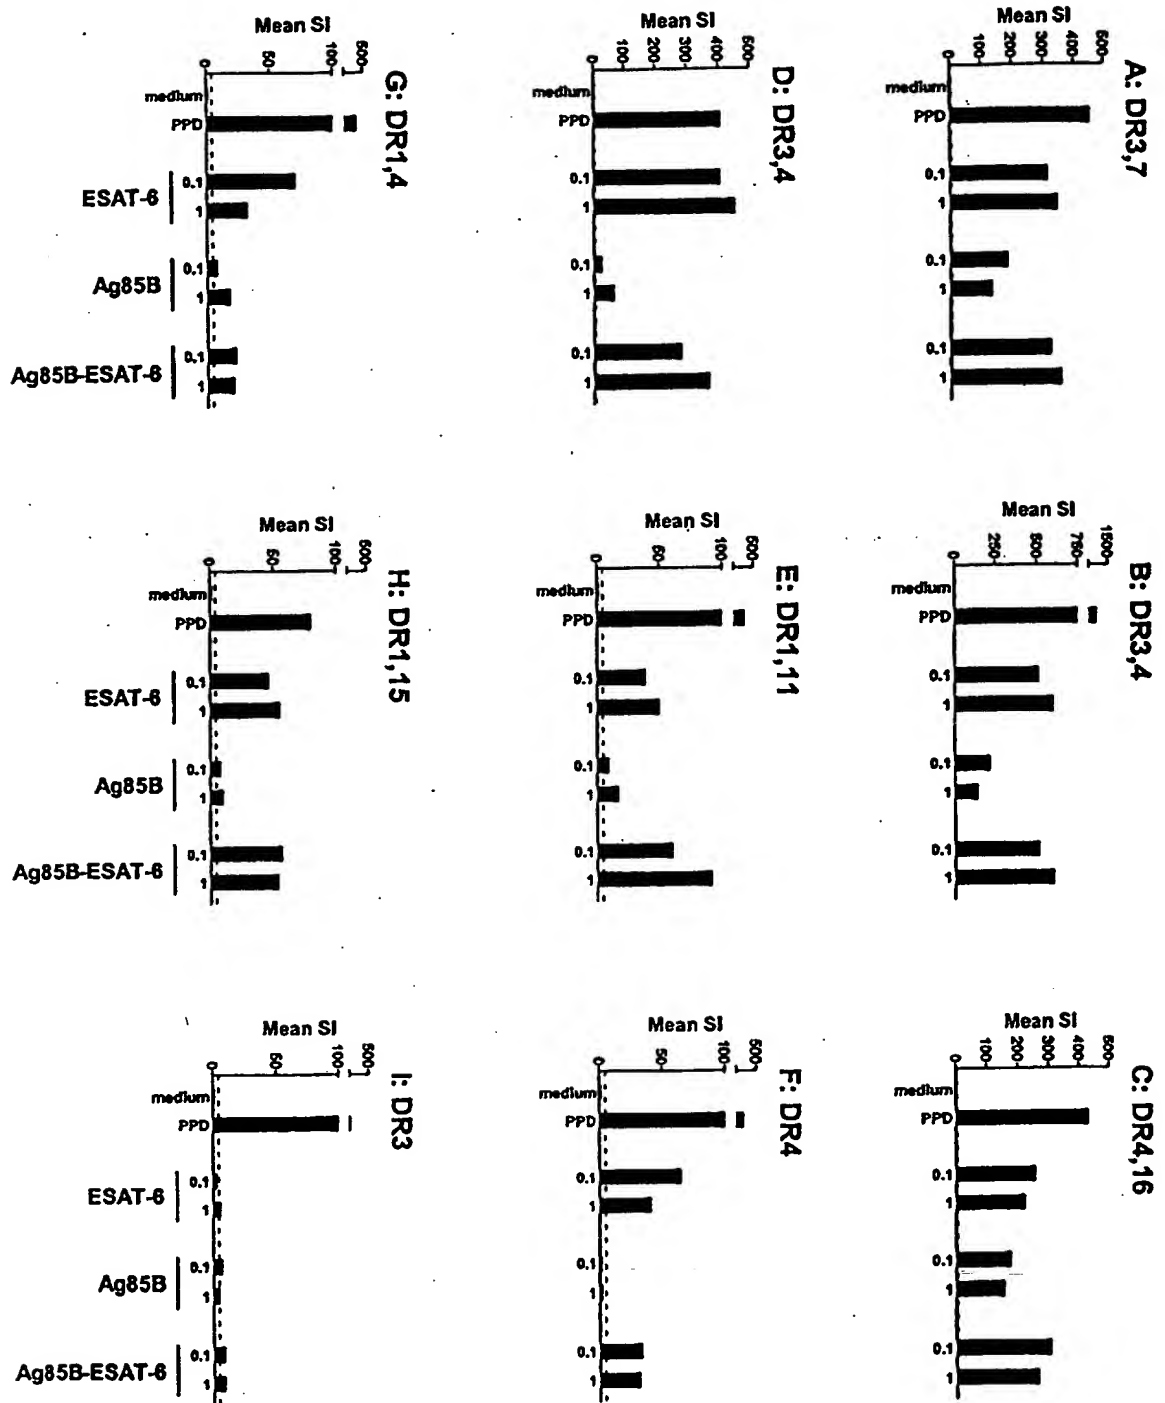 A: DR3,7
Mean SI
0 100 200 300 400 500
medium
PPD
0.1
1
0.1
1
0.1
1
B: DR3,4
Mean SI
0 250 500 750 1500
medium
PPD
0.1
1
0.1
1
0.1
1
C: DR4,16
Mean SI
0 100 200 300 400 500
medium
PPD
0.1
1
0.1
1
0.1
1
D: DR3,4
Mean SI
0 100 200 300 400 500
medium
PPD
0.1
1
0.1
1
0.1
1
E: DR1,11
Mean SI
0 50 100 500
medium
PPD
0.1
1
0.1
1
0.1
1
F: DR4
Mean SI
0 50 100 500
medium
PPD
0.1
1
0.1
1
0.1
1
G: DR1,4
Mean SI
0 50 100 500
medium
PPD
0.1
1
ESAT-6
0.1
1
Ag85B
0.1
1
Ag85B-ESAT-6
H: DR1,15
Mean SI
0 50 100 500
medium
PPD
0.1
1
ESAT-6
0.1
1
Ag85B
0.1
1
Ag85B-ESAT-6
I: DR3
Mean SI
0 50 100 500
medium
PPD
0.1
1
ESAT-6
0.1
1
Ag85B
0.1
1
Ag85B-ESAT-6